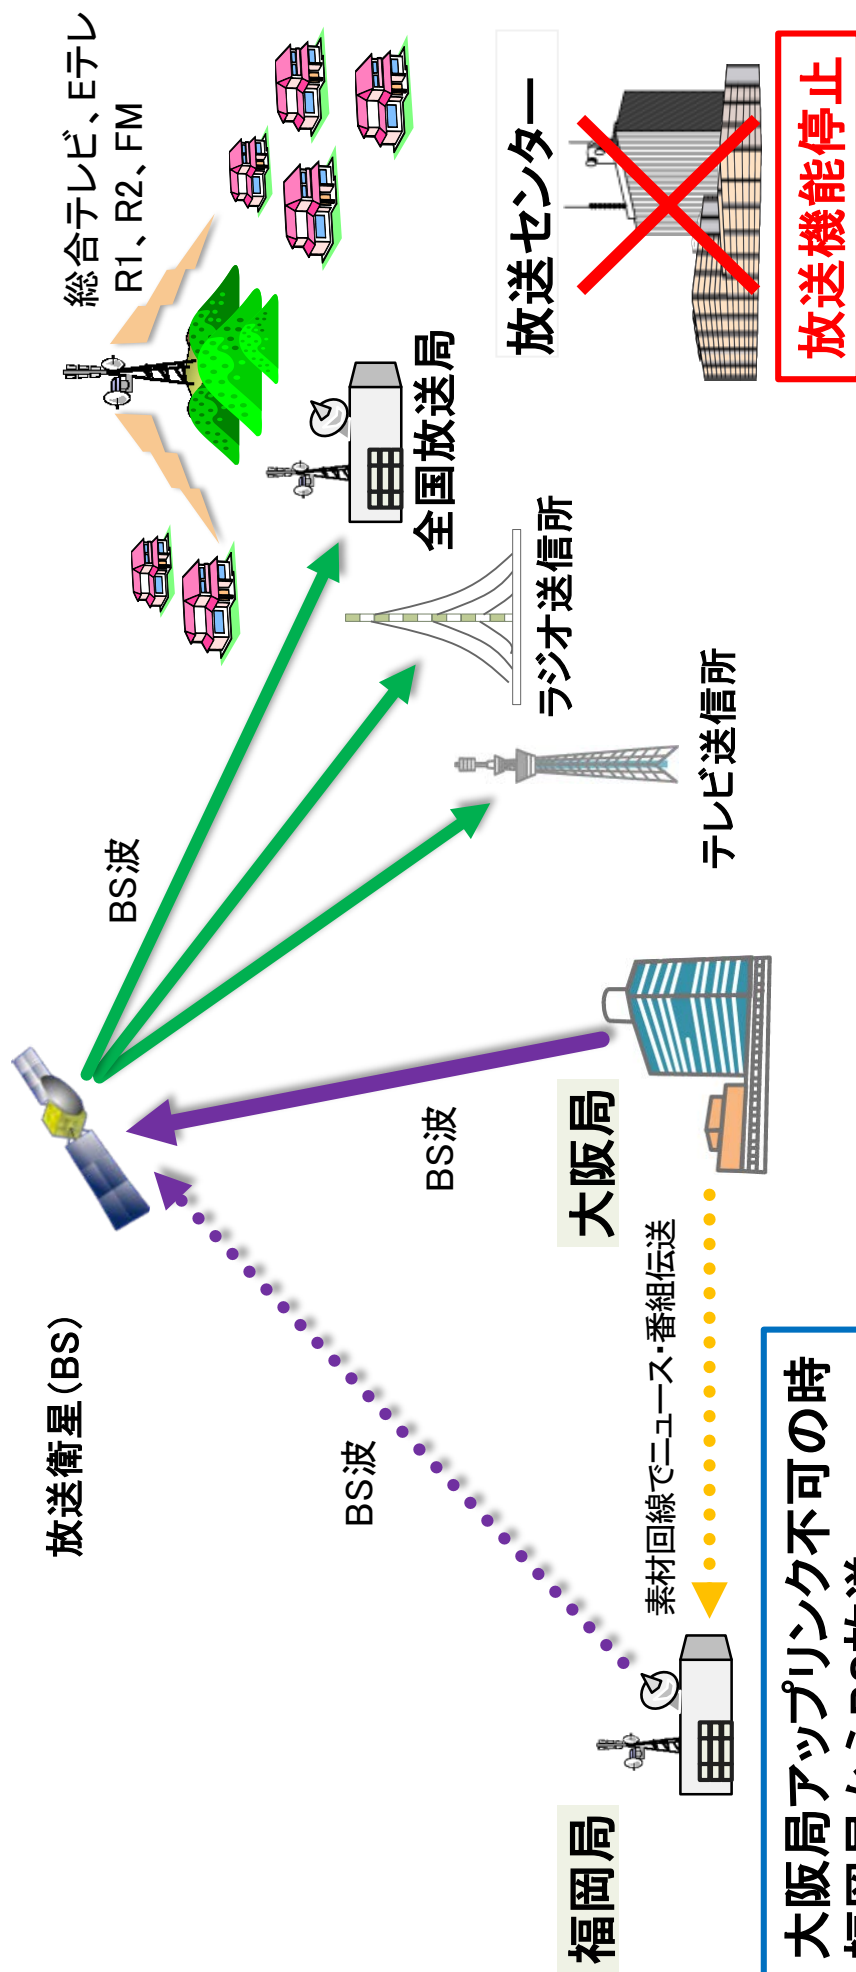 放送衛星(BS)
BS波
総合テレビ、Eテレ
R1、R2、FM
BS波
BS波
全国放送局
ラジオ送信所
テレビ送信所
放送センター
放送機能停止
大阪局
素材回線でニュース・番組伝送
福岡局
大阪局アップリンク不可の時